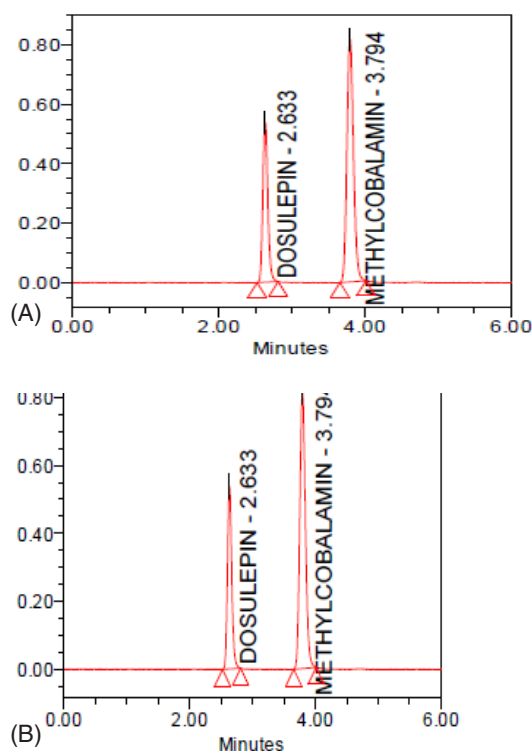 0.80
0.60
0.40
0.20
0.00
DOSULEPIN - 2.633
METHYLCOBALAMIN - 3.794
(A)
0.00 2.00 4.00 6.00
Minutes
0.80
0.60
0.40
0.20
0.00
DOSULEPIN - 2.633
METHYLCOBALAMIN - 3.794
(B)
0.00 2.00 4.00 6.00
Minutes